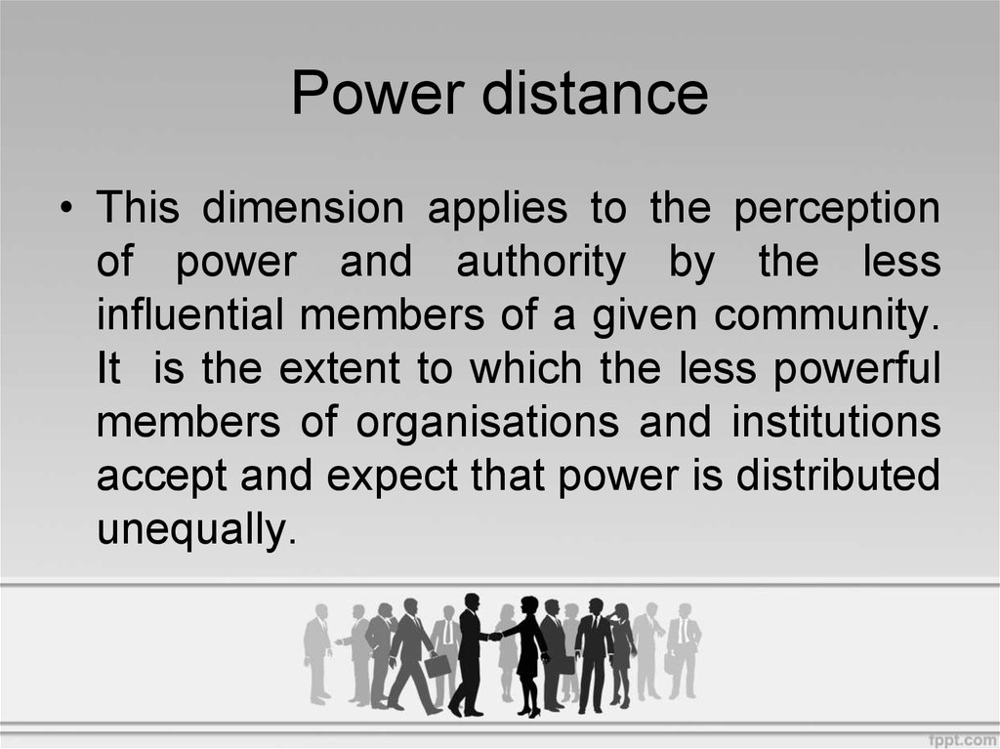 Power distance
• This dimension applies to the perception
of power and authority by the less
influential members of a given community.
It  is the extent to which the less powerful
members of organisations and institutions
accept and expect that power is distributed
unequally.
fppt.com